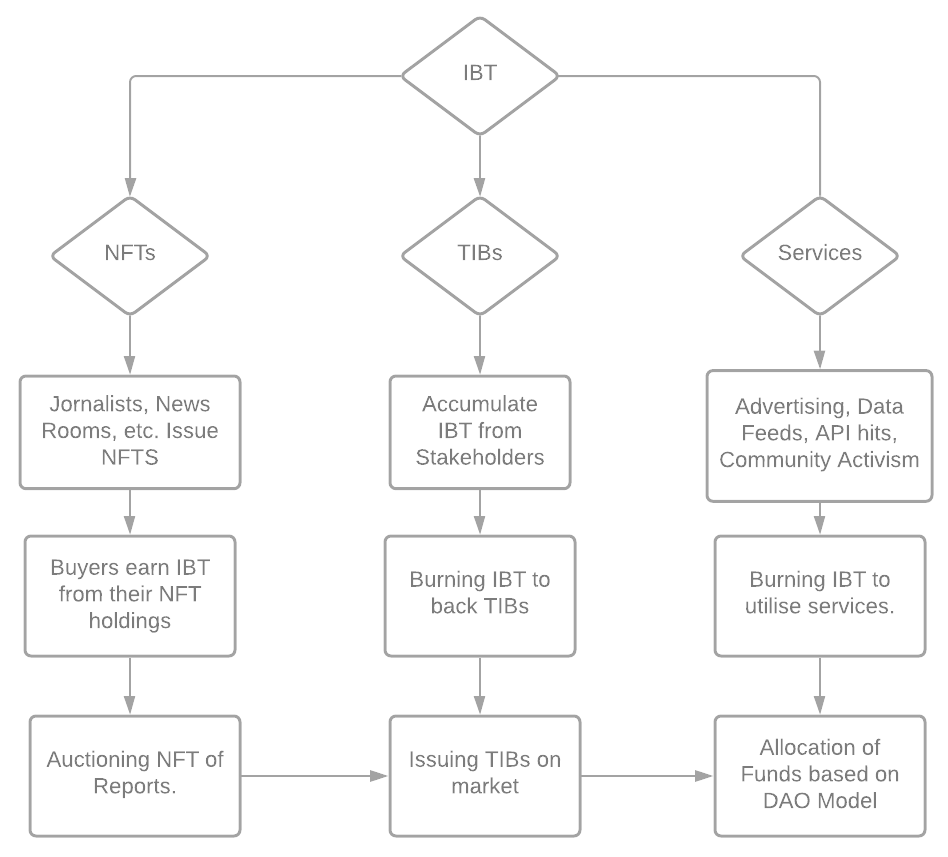 IBT
NFTs
TIBs
Services
Jornalists, News
Rooms, etc. Issue
NFTS
Accumulate
IBT from
Stakeholders
Advertising, Data
Feeds, API hits,
Community Activism
Buyers earn IBT
from their NFT
holdings
Burning IBT to
back TIBs
Burning IBT to
utilise services.
Auctioning NFT of
Reports.
Issuing TIBs on
market
Allocation of
Funds based on
DAO Model